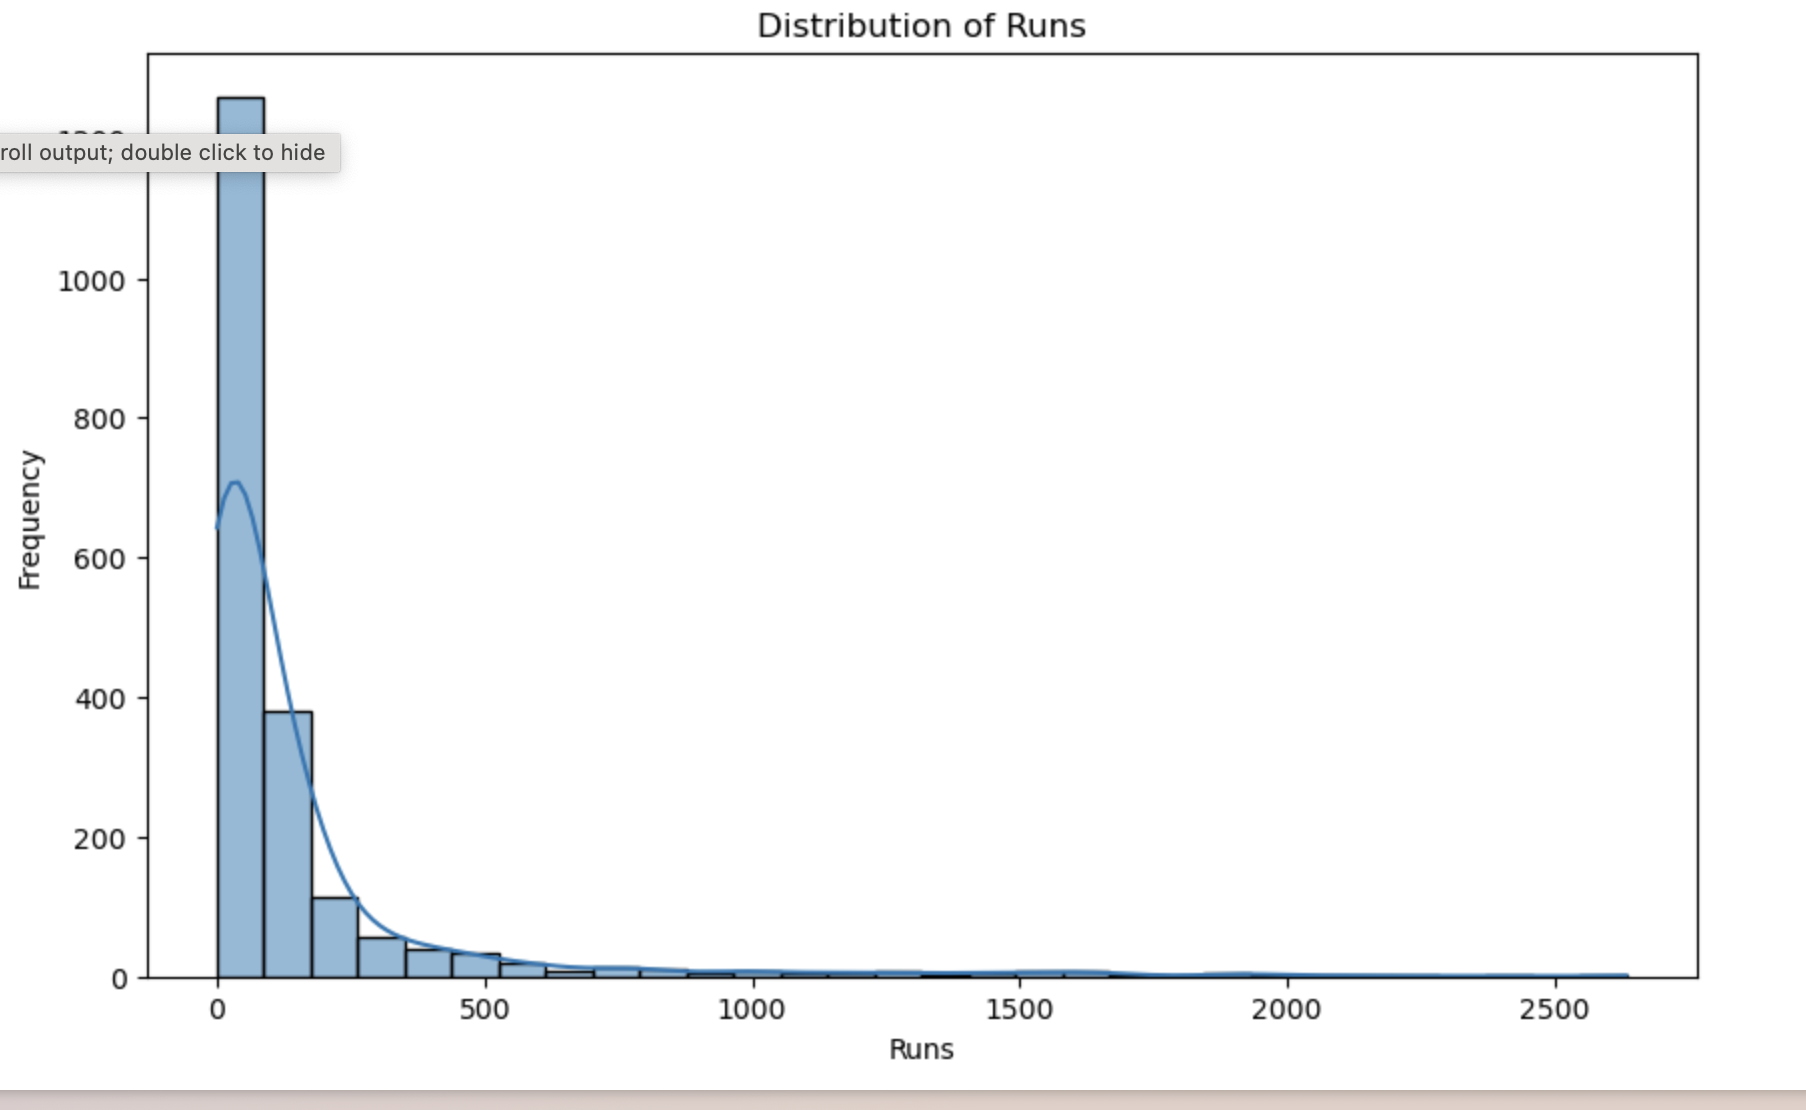 Distribution of Runs
roll output; double click to hide
1000
800
600
400
200
0
Frequency
0 500 1000 1500 2000 2500
Runs